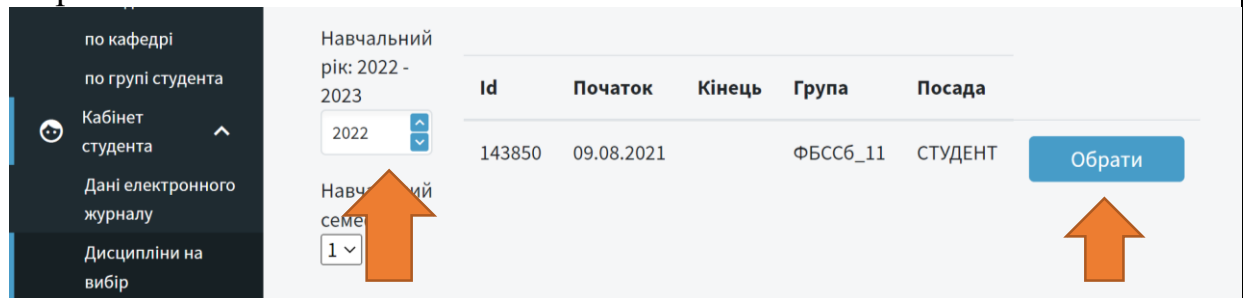 по кафедрі
по групі студента
Кабінет
студента
Дані електронного
журналу
Дисципліни на
вибір
Навчальний
рік: 2022 -
2023
2022
семе
1
Id Початок Кінець Група Посада
143850 09.08.2021 ФБССб_11 СТУДЕНТ Обрати